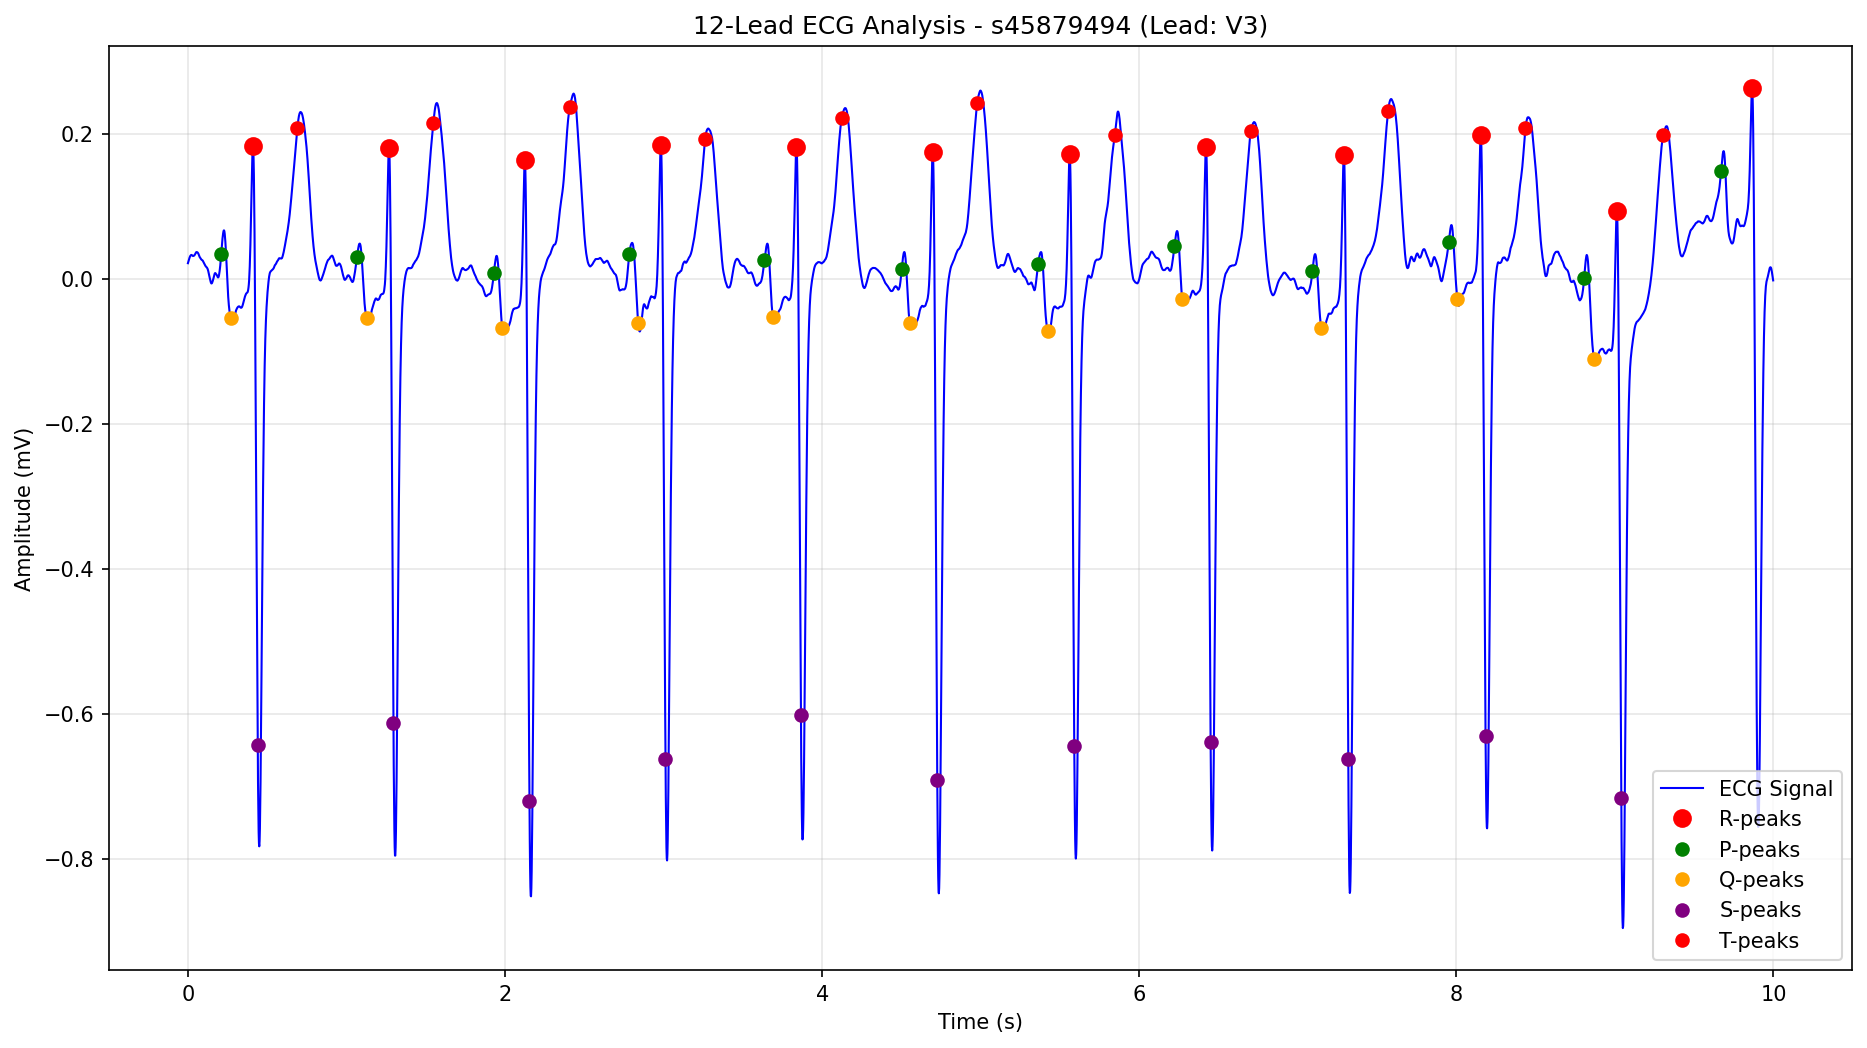 12-Lead ECG Analysis - s45879494 (Lead: V3)
Amplitude (mV)
0.2
0.0
−0.2
−0.4
−0.6
−0.8
0
2
4
6
8
10
Time (s)
ECG Signal
R-peaks
P-peaks
Q-peaks
S-peaks
T-peaks